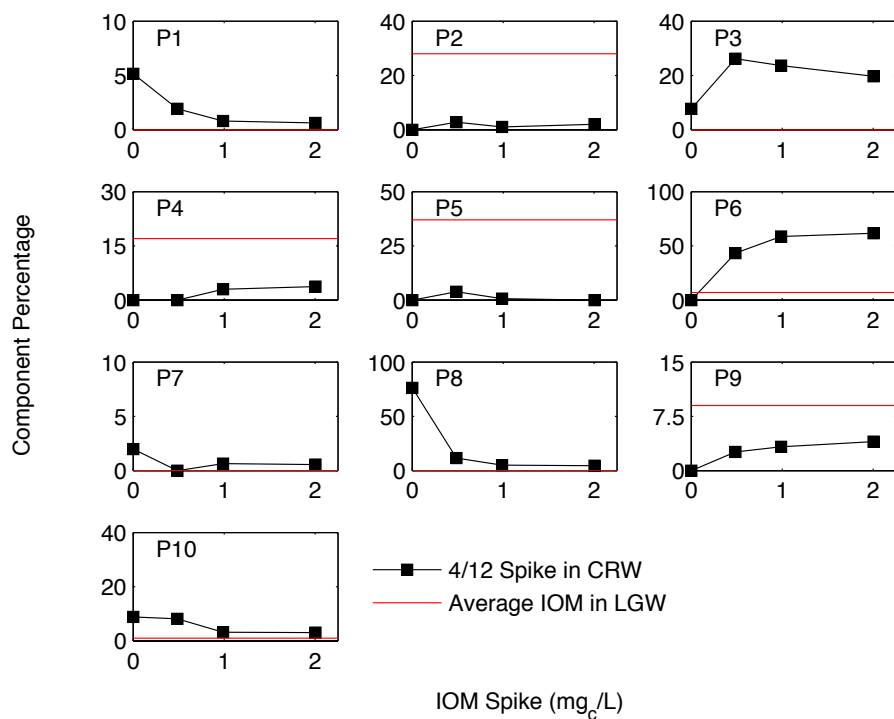 10
5
0
0 1 2
P1
40
20
0
0 1 2
P2
40
20
0
0 1 2
P3
30
15
0
0 1 2
P4
50
25
0
0 1 2
P5
100
50
0
0 1 2
P6
10
5
0
0 1 2
P7
100
50
0
0 1 2
P8
15
7.5
0
0 1 2
P9
40
20
0
0 1 2
P10
4/12 Spike in CRW
Average IOM in LGW
Component Percentage
IOM Spike (mg_c/L)